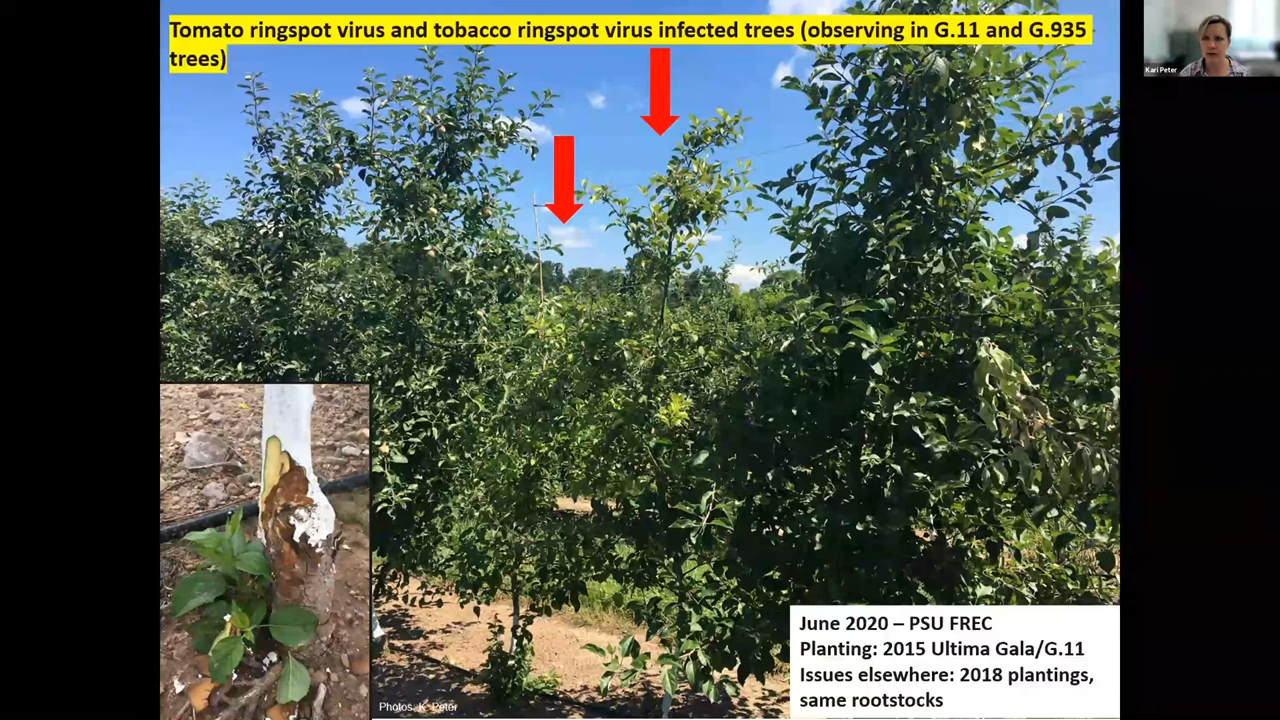 Tomato ringspot virus and tobacco ringspot virus infected trees (observing in G.11 and G.935
trees)
Kari Peter
June 2020 – PSU FREC
Planting: 2015 Ultima Gala/G.11
Issues elsewhere: 2018 plantings,
same rootstocks
Photos: K. Peter